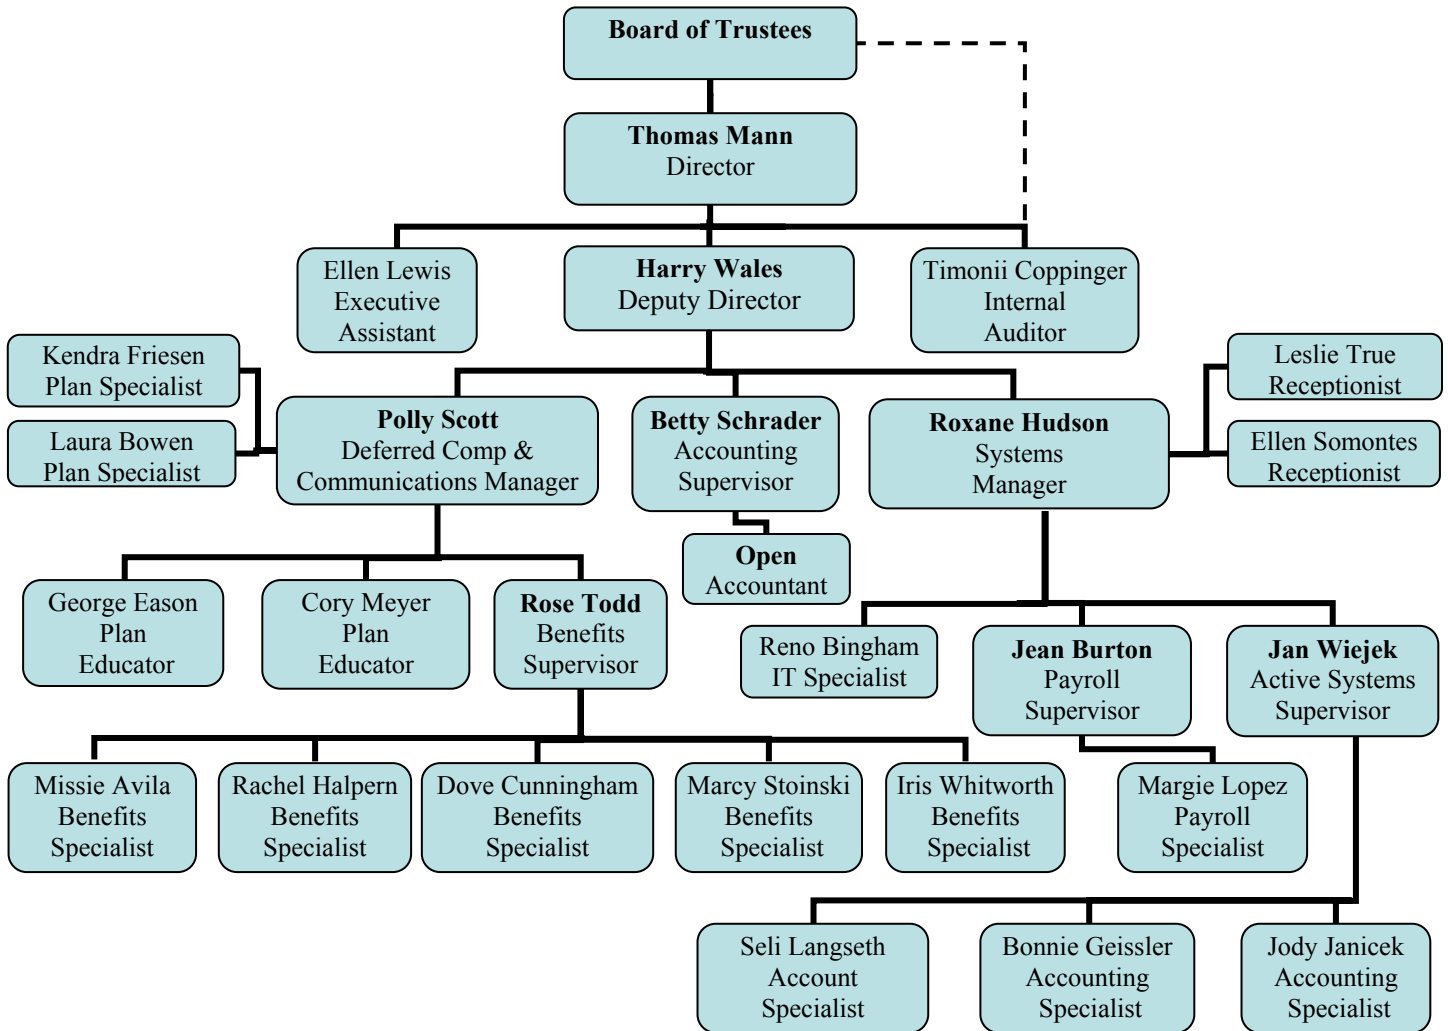 Board of Trustees
Thomas Mann
Director
Ellen Lewis
Executive
Assistant
Harry Wales
Deputy Director
Timonii Coppinger
Internal
Auditor
Kendra Friesen
Plan Specialist
Laura Bowen
Plan Specialist
Polly Scott
Deferred Comp &
Communications Manager
Betty Schrader
Accounting
Supervisor
Roxane Hudson
Systems
Manager
Leslie True
Receptionist
Ellen Somontes
Receptionist
Open
Accountant
George Eason
Plan
Educator
Cory Meyer
Plan
Educator
Rose Todd
Benefits
Supervisor
Reno Bingham
IT Specialist
Jean Burton
Payroll
Supervisor
Jan Wiejek
Active Systems
Supervisor
Missie Avila
Benefits
Specialist
Rachel Halpern
Benefits
Specialist
Dove Cunningham
Benefits
Specialist
Marcy Stoinski
Benefits
Specialist
Iris Whitworth
Benefits
Specialist
Margie Lopez
Payroll
Specialist
Seli Langseth
Account
Specialist
Bonnie Geissler
Accounting
Specialist
Jody Janicek
Accounting
Specialist